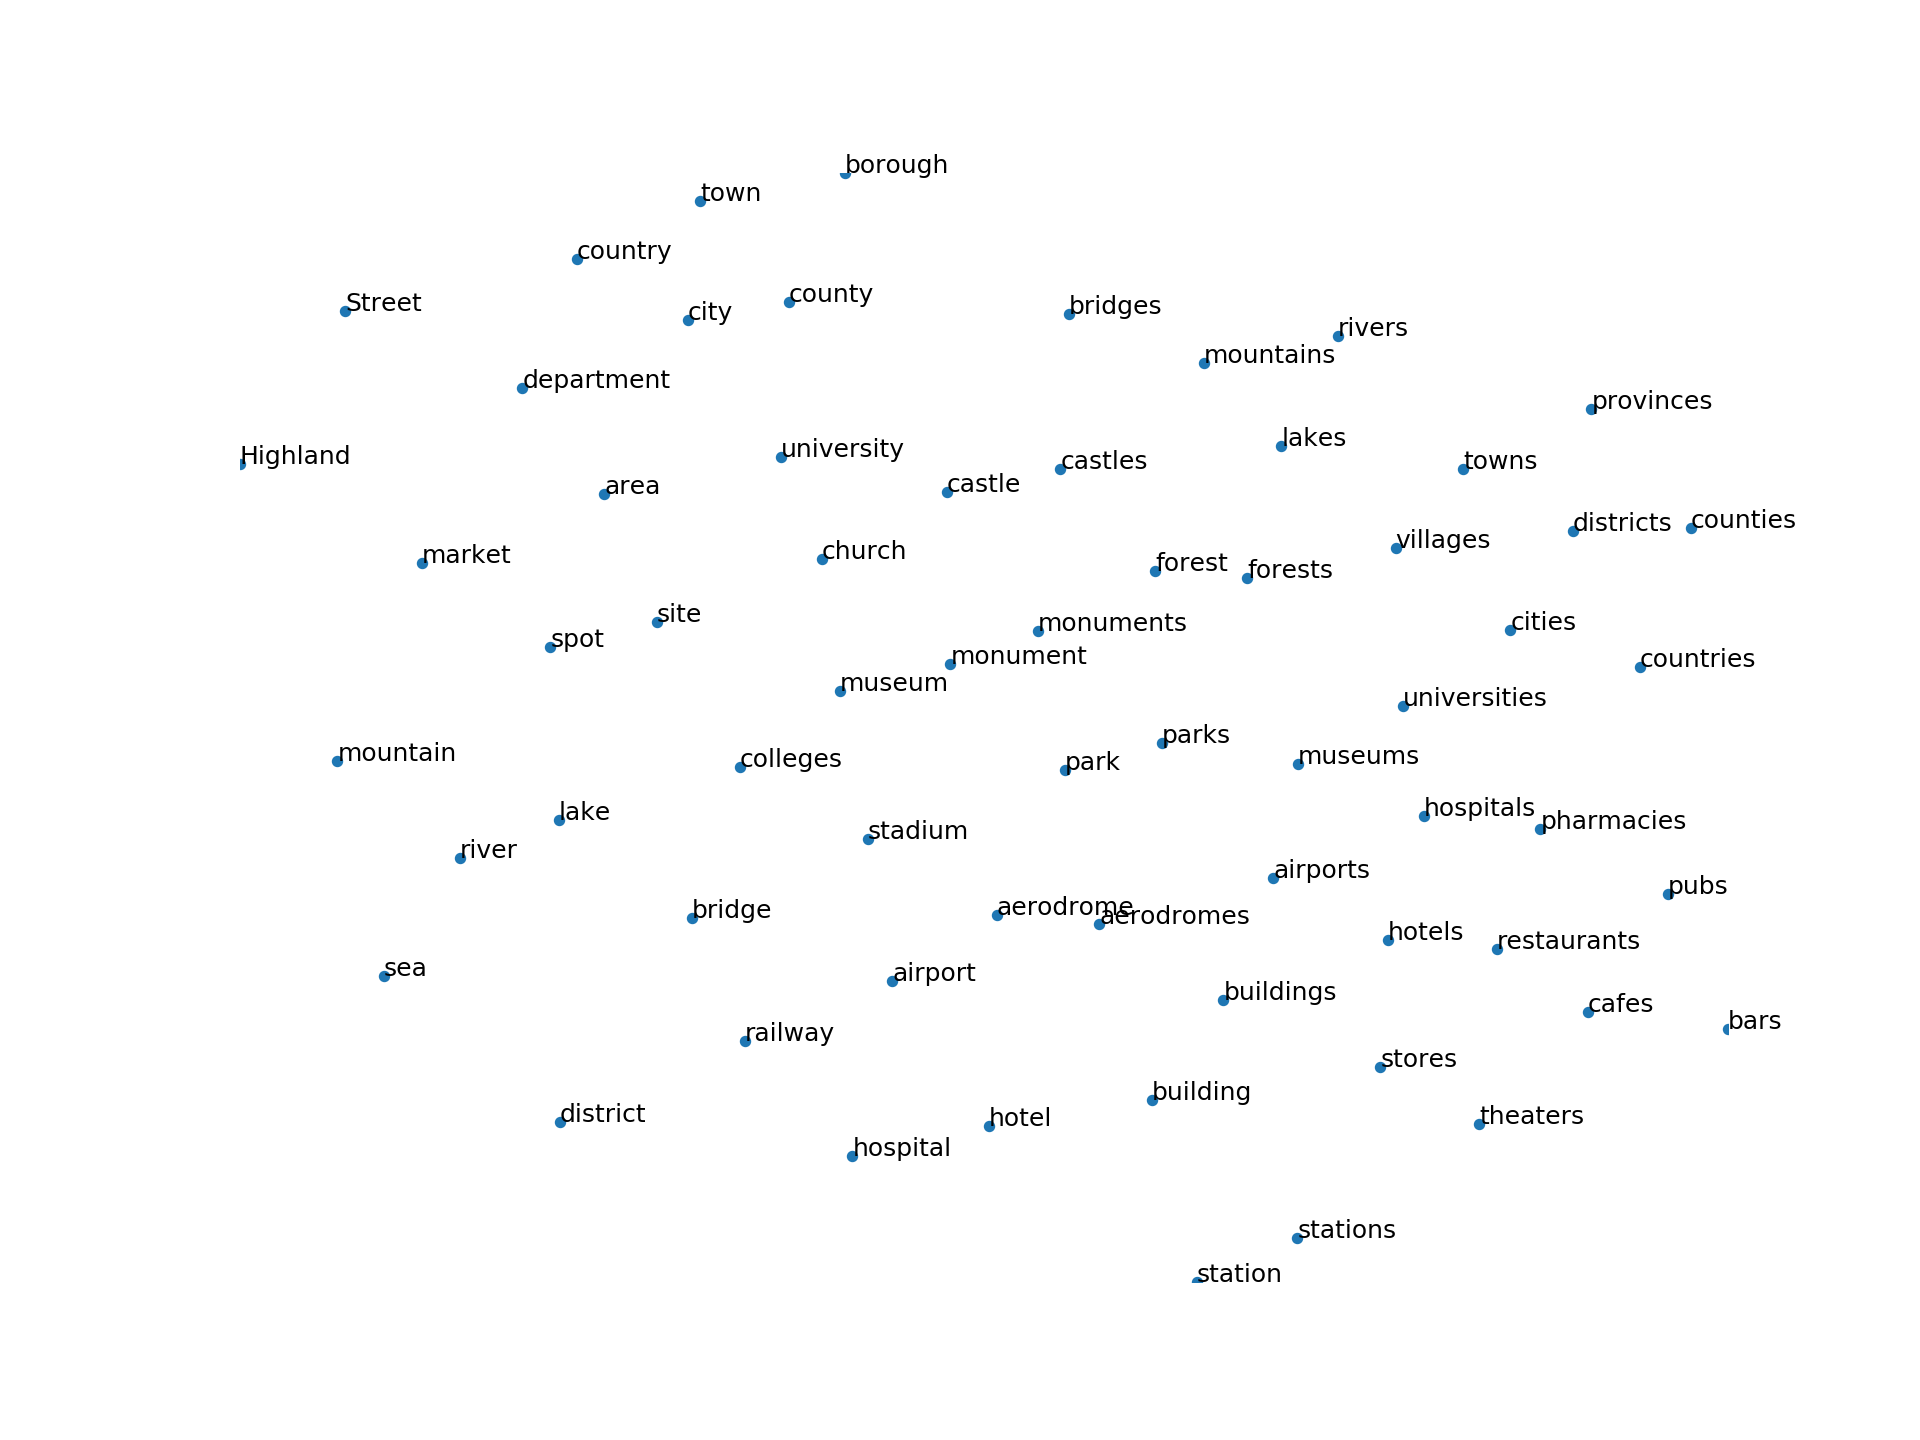 borough
town
country
county
Street
city
bridges
rivers
mountains
department
provinces
lakes
university
Highland
castles
towns
castle
area
counties
districts
villages
church
market
forest
forests
site
monuments
cities
spot
monument
countries
museum
universities
parks
mountain
colleges
park
museums
hospitals
lake
pharmacies
stadium
river
airports
pubs
aerodrome
bridge
aerodromes
hotels
restaurants
sea
airport
buildings
cafes
bars
railway
stores
building
district
hotel
theaters
hospital
stations
station